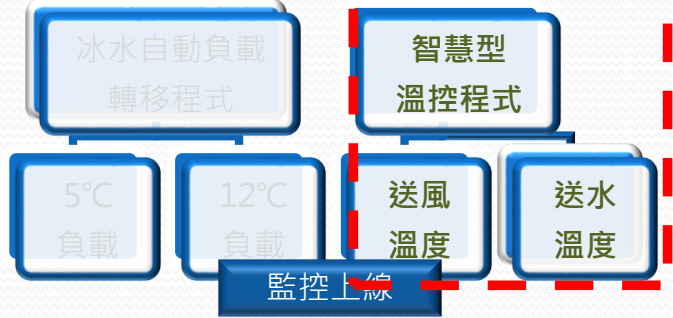 冰水自動負載
轉移程式
智慧型
溫控程式
5℃
負載
12℃
負載
送風
溫度
送水
溫度
監控上線